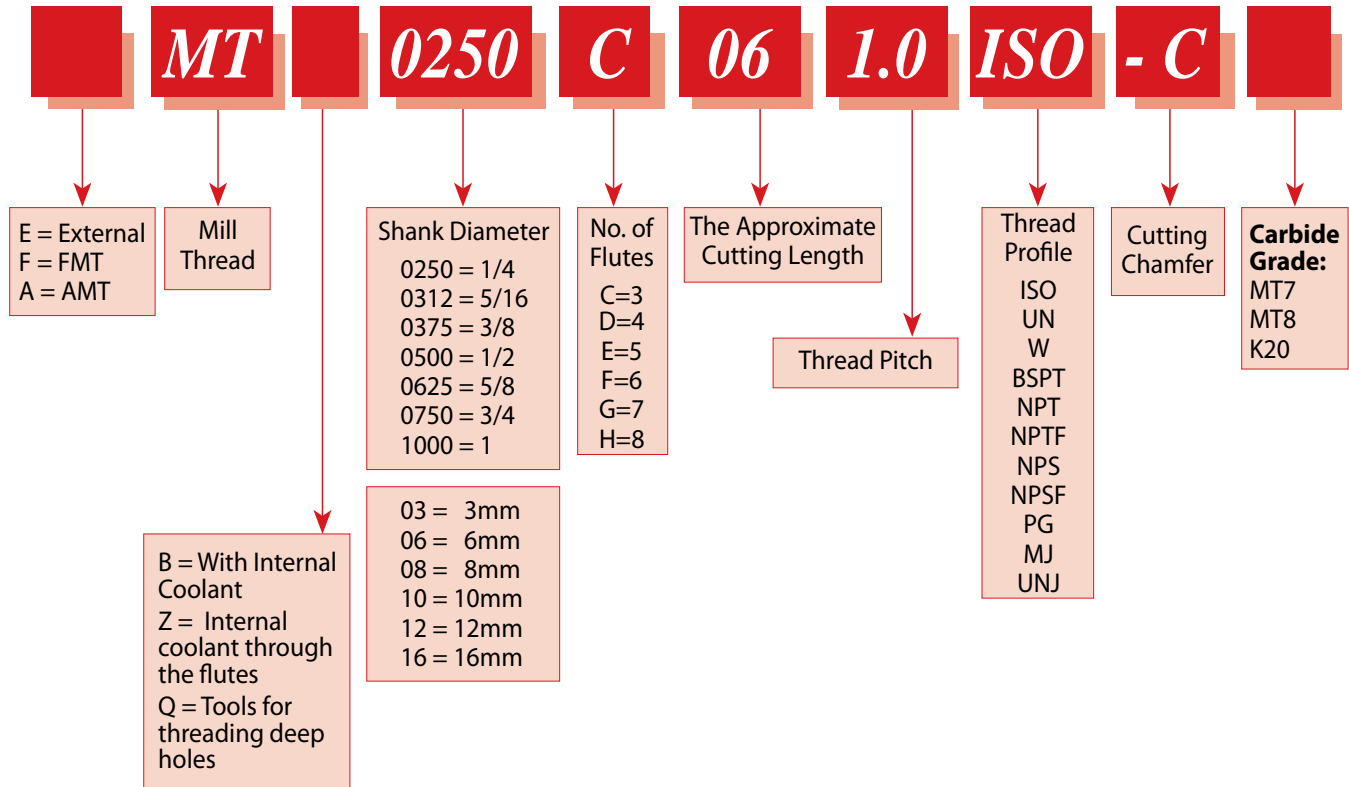 MT 0250 C 06 1.0 ISO - C
E = External
F = FMT
A = AMT
Mill
Thread
B = With Internal
Coolant
Z = Internal
coolant through
the flutes
Q = Tools for
threading deep
holes
Shank Diameter
0250 = 1/4
0312 = 5/16
0375 = 3/8
0500 = 1/2
0625 = 5/8
0750 = 3/4
1000 = 1
03 = 3mm
06 = 6mm
08 = 8mm
10 = 10mm
12 = 12mm
16 = 16mm
No. of
Flutes
C=3
D=4
E=5
F=6
G=7
H=8
The Approximate
Cutting Length
Thread Pitch
Thread
Profile
ISO
UN
W
BSPT
NPT
NPTF
NPS
NPSF
PG
MJ
UNJ
Cutting
Chamfer
Carbide
Grade:
MT7
MT8
K20